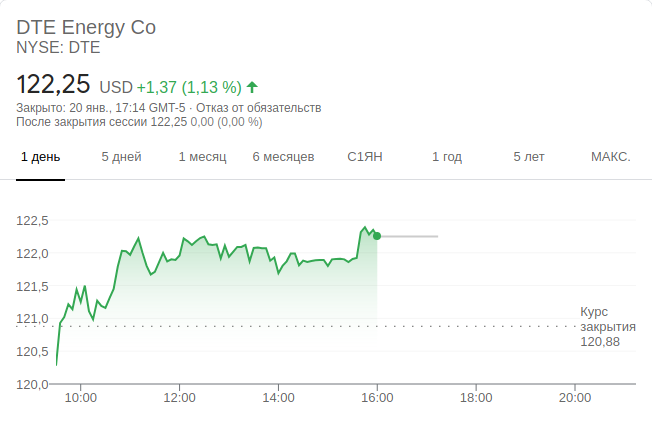 DTE Energy Co
NYSE: DTE
122,25 USD +1,37 (1,13 %)
Закрыто: 20 янв., 17:14 GMT-5 · Отказ от обязательств
После закрытия сессии 122,25 0,00 (0,00 %)
1 день 5 дней 1 месяц 6 месяцев С1ЯН 1 год 5 лет МАКС.
122,5
122,0
121,5
121,0
120,5
120,0
Курс
закрытия
120,88
10:00 12:00 14:00 16:00 18:00 20:00